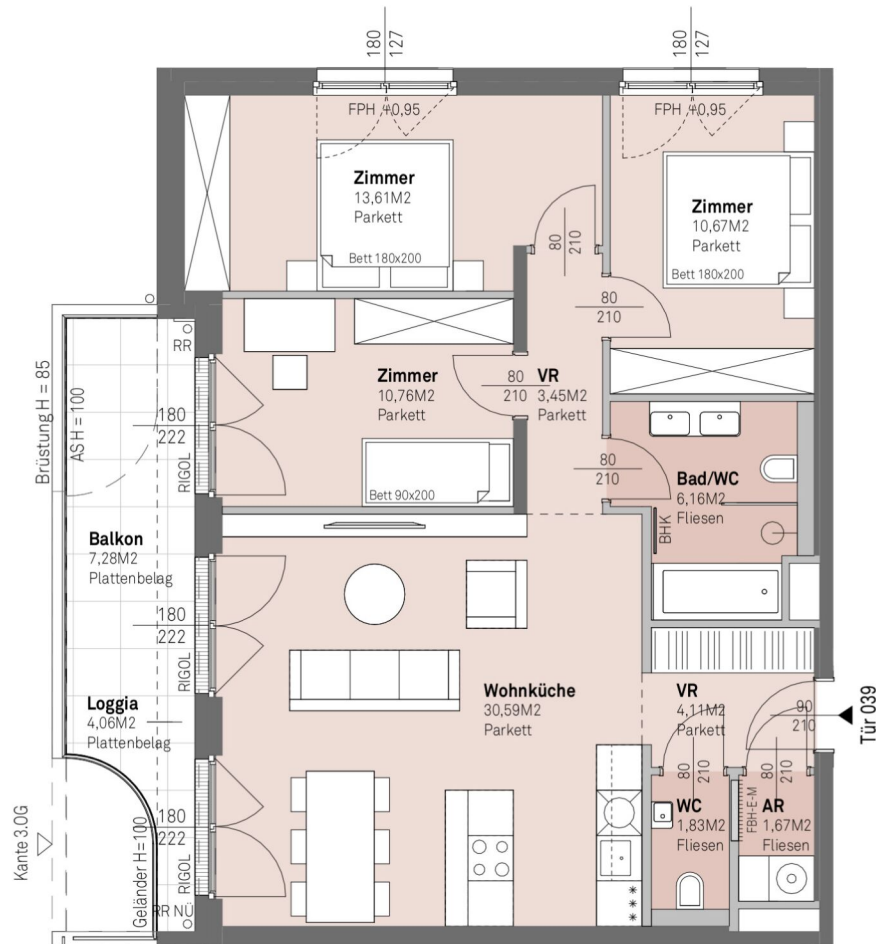 180
127
180
127
FPH +0,95
FPH +0,95
Zimmer
13,61M2
Parkett
Bett 180x200
Zimmer
10,67M2
Parkett
Bett 180x200
80
210
80
210
RR
Zimmer
10,76M2
Parkett
80
210
VR
3,45M2
Parkett
Brüstung H = 85
AS H = 100
180
222
RIGOL
Bett 90x200
80
210
Bad/WC
6,16M2
Fliesen
BHK
Balkon
7,28M2
Plattenbelag
180
222
RIGOL
Loggia
4,06M2
Plattenbelag
Wohnküche
30,59M2
Parkett
VR
4,11M2
Parkett
90
210
Tür 039
80
210
80
210
WC
1,83M2
Fliesen
FBH-E-M
AR
1,67M2
Fliesen
Kante 3.OG
180
222
Geländer H=100
RIGOL
RR NÜ